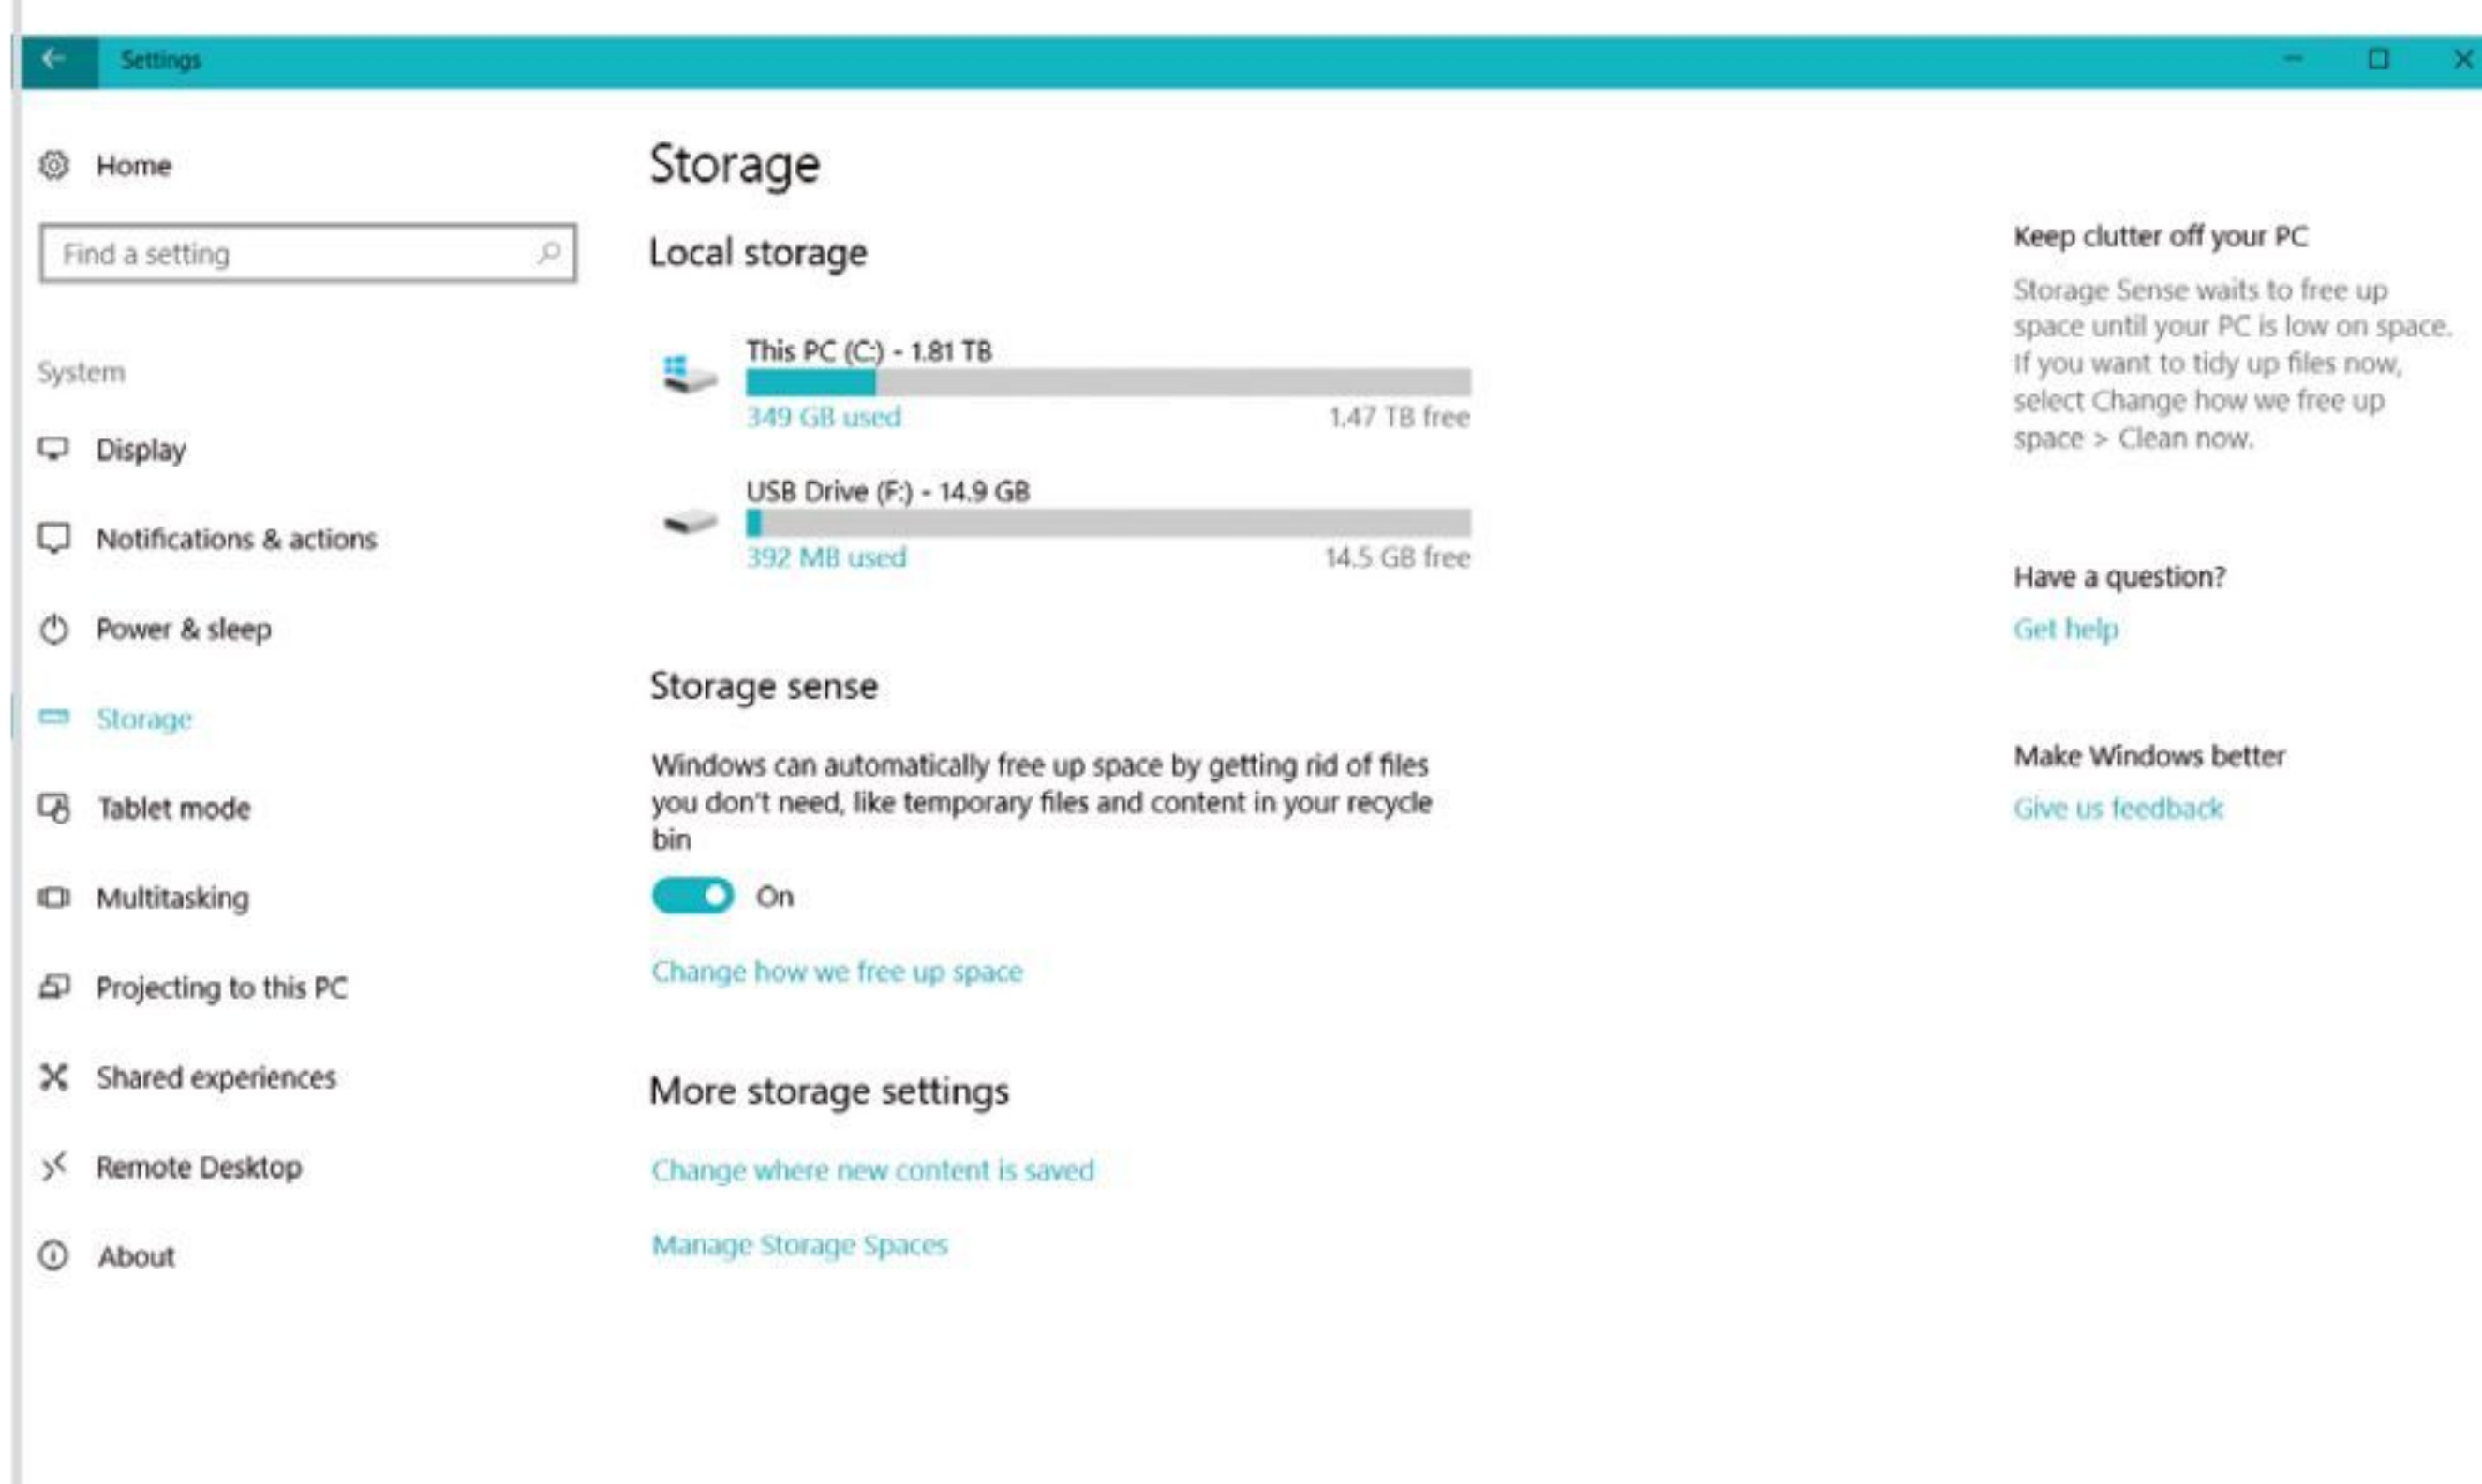 Settings
Home
Find a setting
System
Display
Notifications & actions
Power & sleep
Storage
Tablet mode
Multitasking
Projecting to this PC
Shared experiences
Remote Desktop
About
Storage
Local storage
This PC (C:) - 1.81 TB
349 GB used 1.47 TB free
USB Drive (F:) - 14.9 GB
392 MB used 14.5 GB free
Storage sense
Windows can automatically free up space by getting rid of files
you don't need, like temporary files and content in your recycle
bin
On
Change how we free up space
More storage settings
Change where new content is saved
Manage Storage Spaces
Keep clutter off your PC
Storage Sense waits to free up
space until your PC is low on space.
If you want to tidy up files now,
select Change how we free up
space > Clean now.
Have a question?
Get help
Make Windows better
Give us feedback